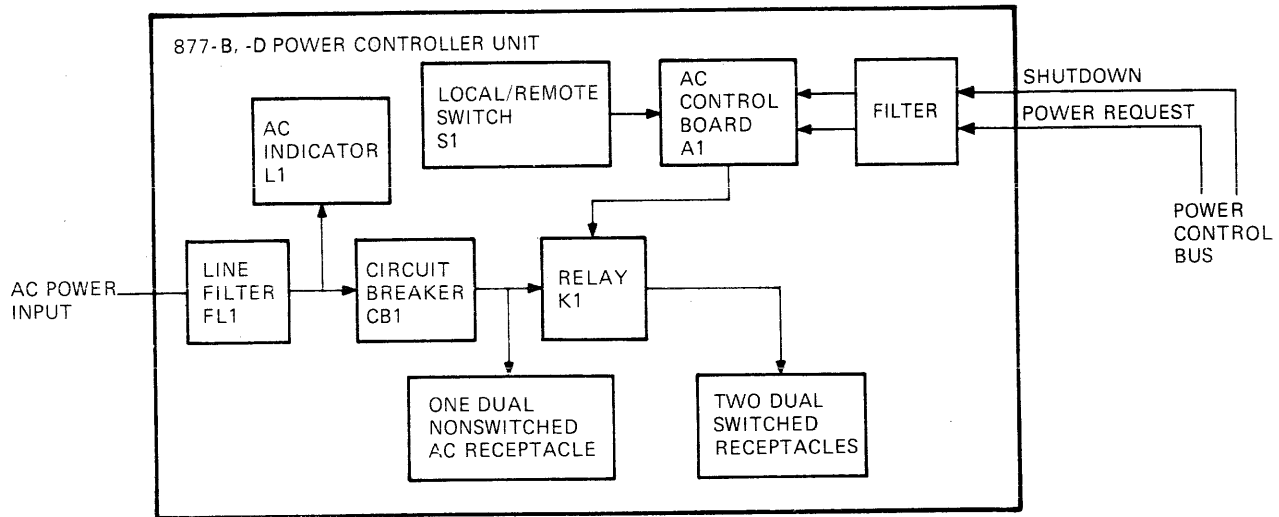 877-B, -D POWER CONTROLLER UNIT
LOCAL/REMOTE
SWITCH
S1
AC
CONTROL
BOARD
A1
FILTER
SHUTDOWN
POWER REQUEST
POWER
CONTROL
BUS
AC
INDICATOR
L1
AC POWER
INPUT
LINE
FILTER
FL1
CIRCUIT
BREAKER
CB1
RELAY
K1
ONE DUAL
NONSWITCHED
AC RECEPTACLE
TWO DUAL
SWITCHED
RECEPTACLES